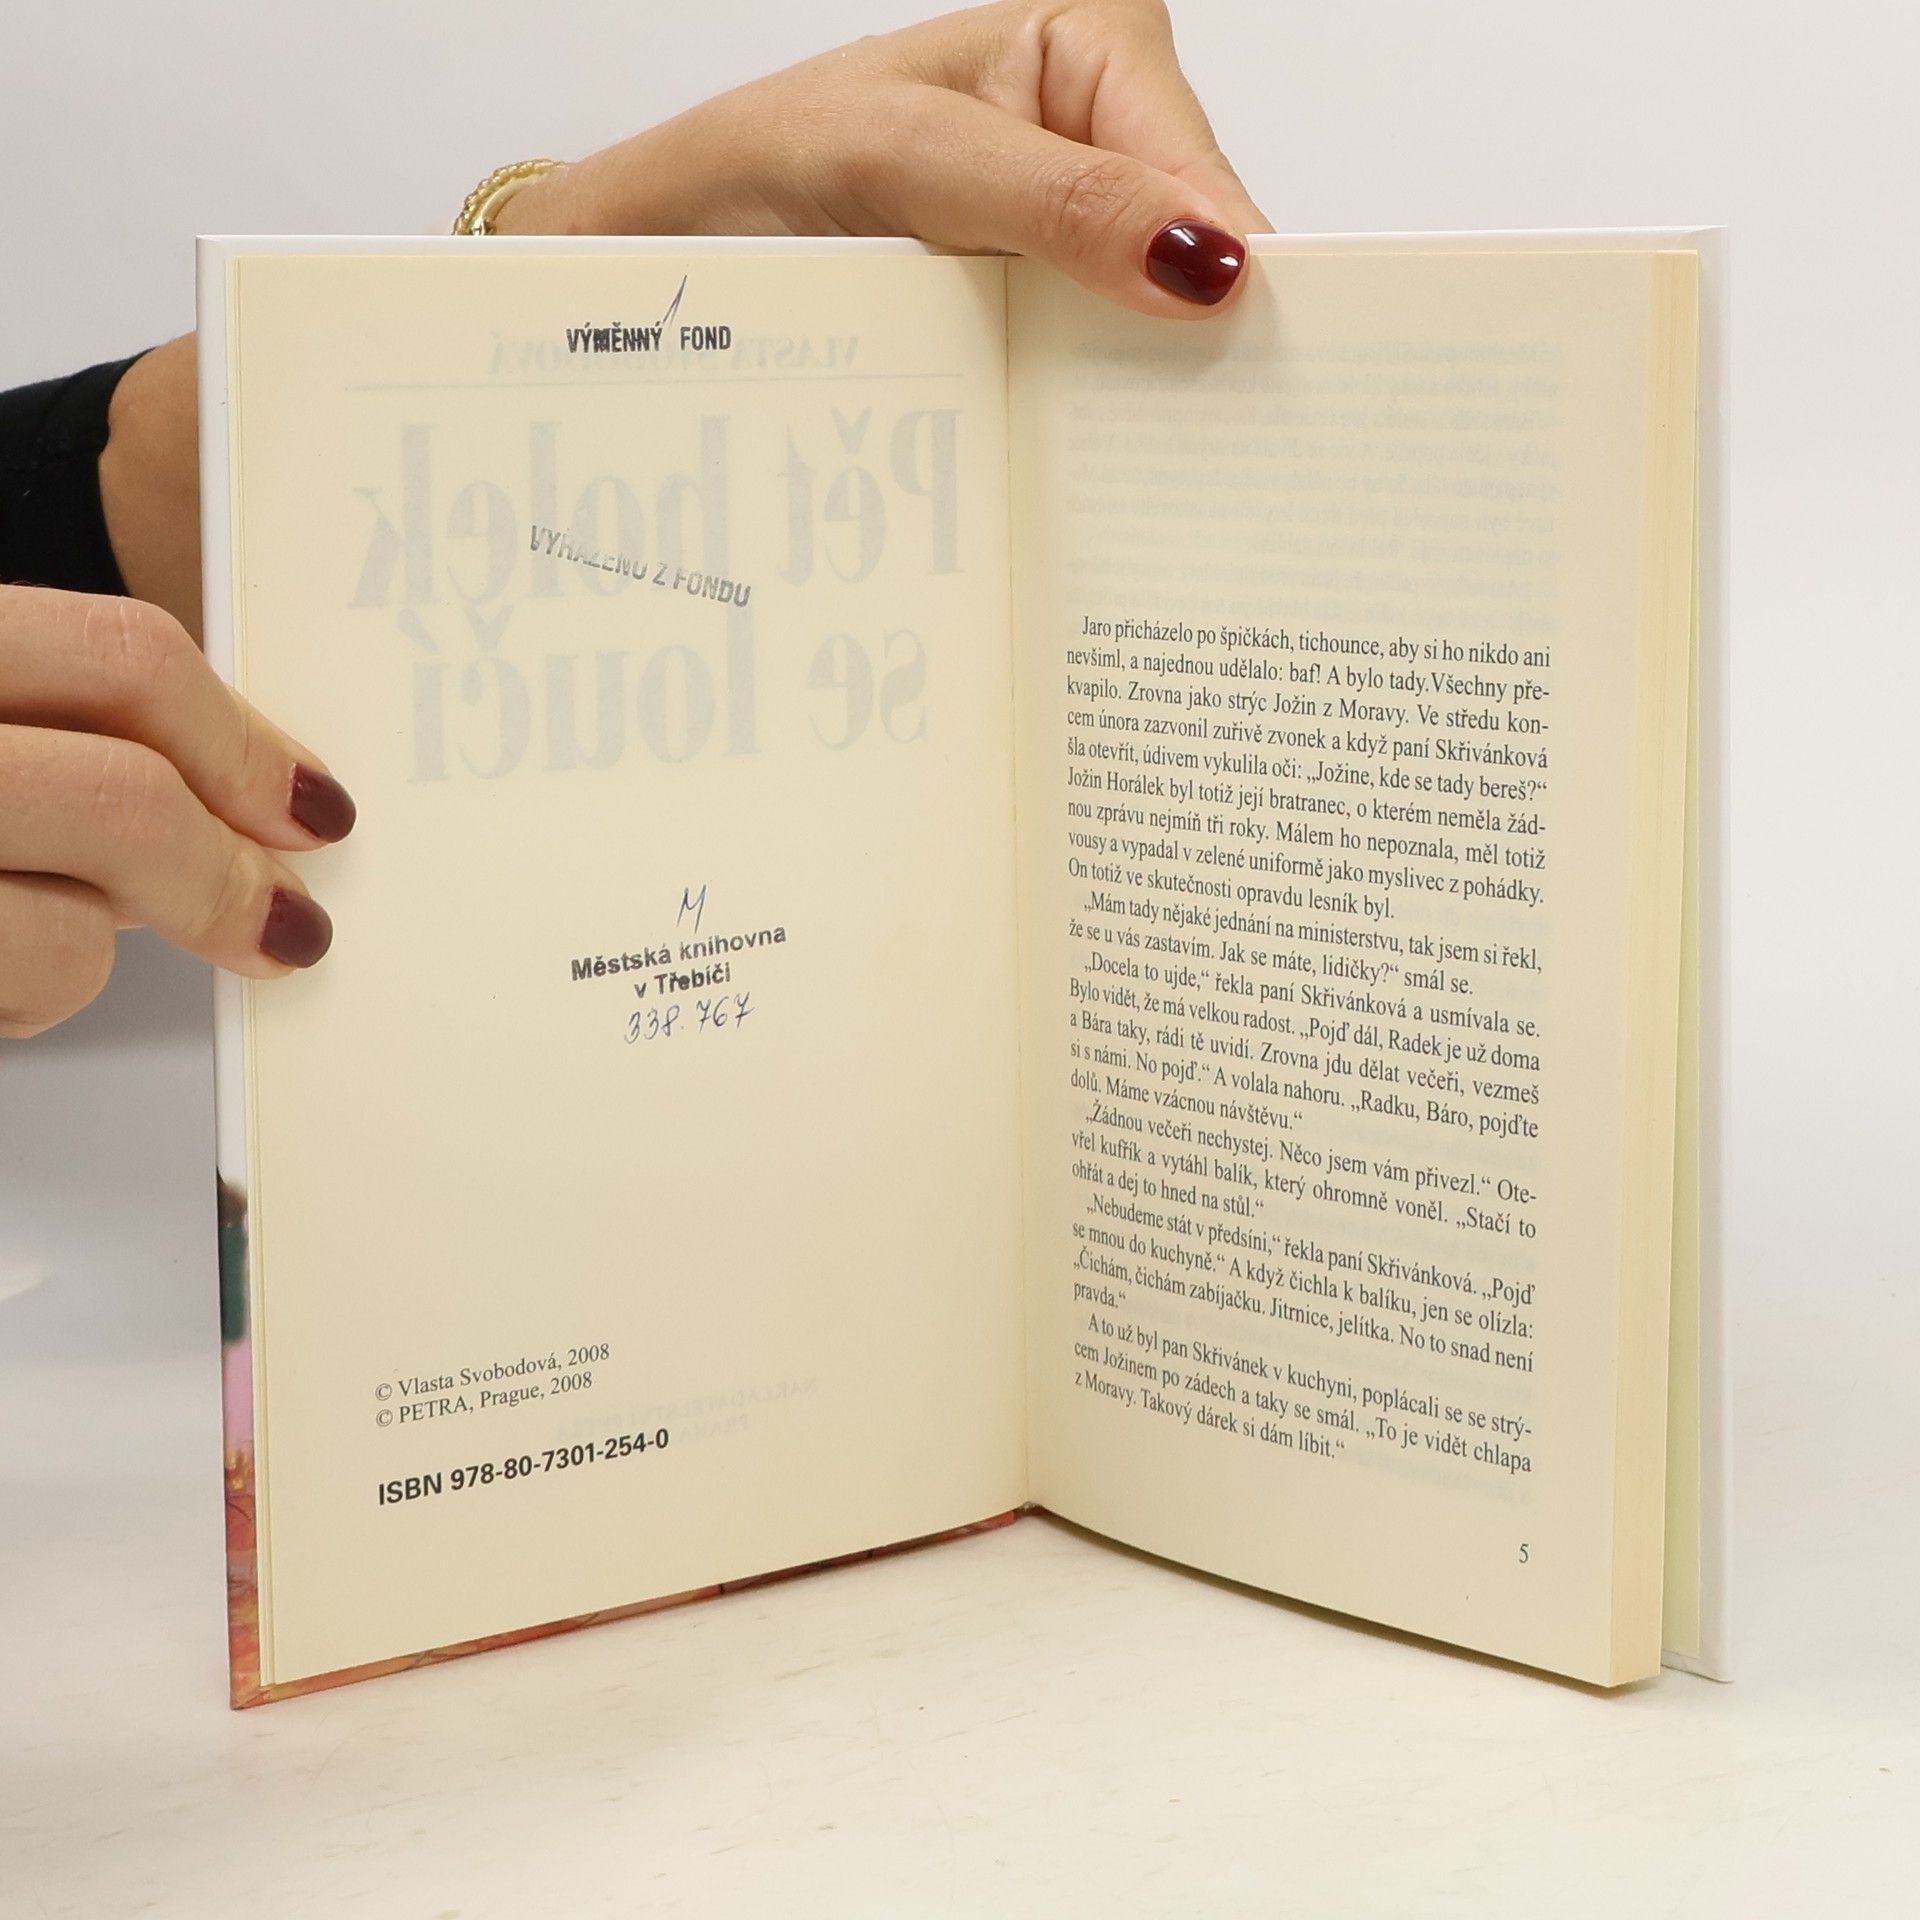 VÝMĚNNÝ FOND
VLASTA SVOBODOVÁ
Pět holek
se loučí
VYŘAZENO Z FONDU
M
Městská knihovna
v Třebíči
338.767
© Vlasta Svobodová, 2008
© PETRA, Prague, 2008
ISBN 978-80-7301-254-0
Jaro přicházelo po špičkách, tichounce, aby si ho nikdo ani
nevšiml, a najednou udělalo: baf! A bylo tady.Všechny pře-
kvapilo. Zrovna jako strýc Jožin z Moravy. Ve středu kon-
cem února zazvonil zuřivě zvonek a když paní Skřivánková
šla otevřít, údivem vykulila oči: „Jožine, kde se tady bereš?“
Jožin Horálek byl totiž její bratranec, o kterém neměla žád-
nou zprávu nejmíň tři roky. Málem ho nepoznala, měl totiž
vousy a vypadal v zelené uniformě jako myslivec z pohádky.
On totiž ve skutečnosti opravdu lesník byl.
„Mám tady nějaké jednání na ministerstvu, tak jsem si řekl,
že se u vás zastavím. Jak se máte, lidičky?“ smál se.
„Docela to ujde,“ řekla paní Skřivánková a usmívala se.
Bylo vidět, že má velkou radost. „Pojď dál, Radek je už doma
a Bára taky, rádi tě uvidí. Zrovna jdu dělat večeři, vezmeš
si s námi. No pojď.“ A volala nahoru. „Radku, Báro, pojďte
dolů. Máme vzácnou návštěvu.“
„Žádnou večeři nechystej. Něco jsem vám přivezl.“ Ote-
vřel kufřík a vytáhl balík, který ohromně voněl. „Stačí to
ohřát a dej to hned na stůl.“
„Nebudeme stát v předsíni,“ řekla paní Skřivánková. „Pojď
se mnou do kuchyně.“ A když čichla k balíku, jen se olízla:
„Čichám, čichám zabíjačku. Jitrnice, jelítka. No to snad není
pravda.“
A to už byl pan Skřivánek v kuchyni, poplácali se se strý-
cem Jožinem po zádech a taky se smál. „To je vidět chlapa
z Moravy. Takový dárek si dám líbit.“
5